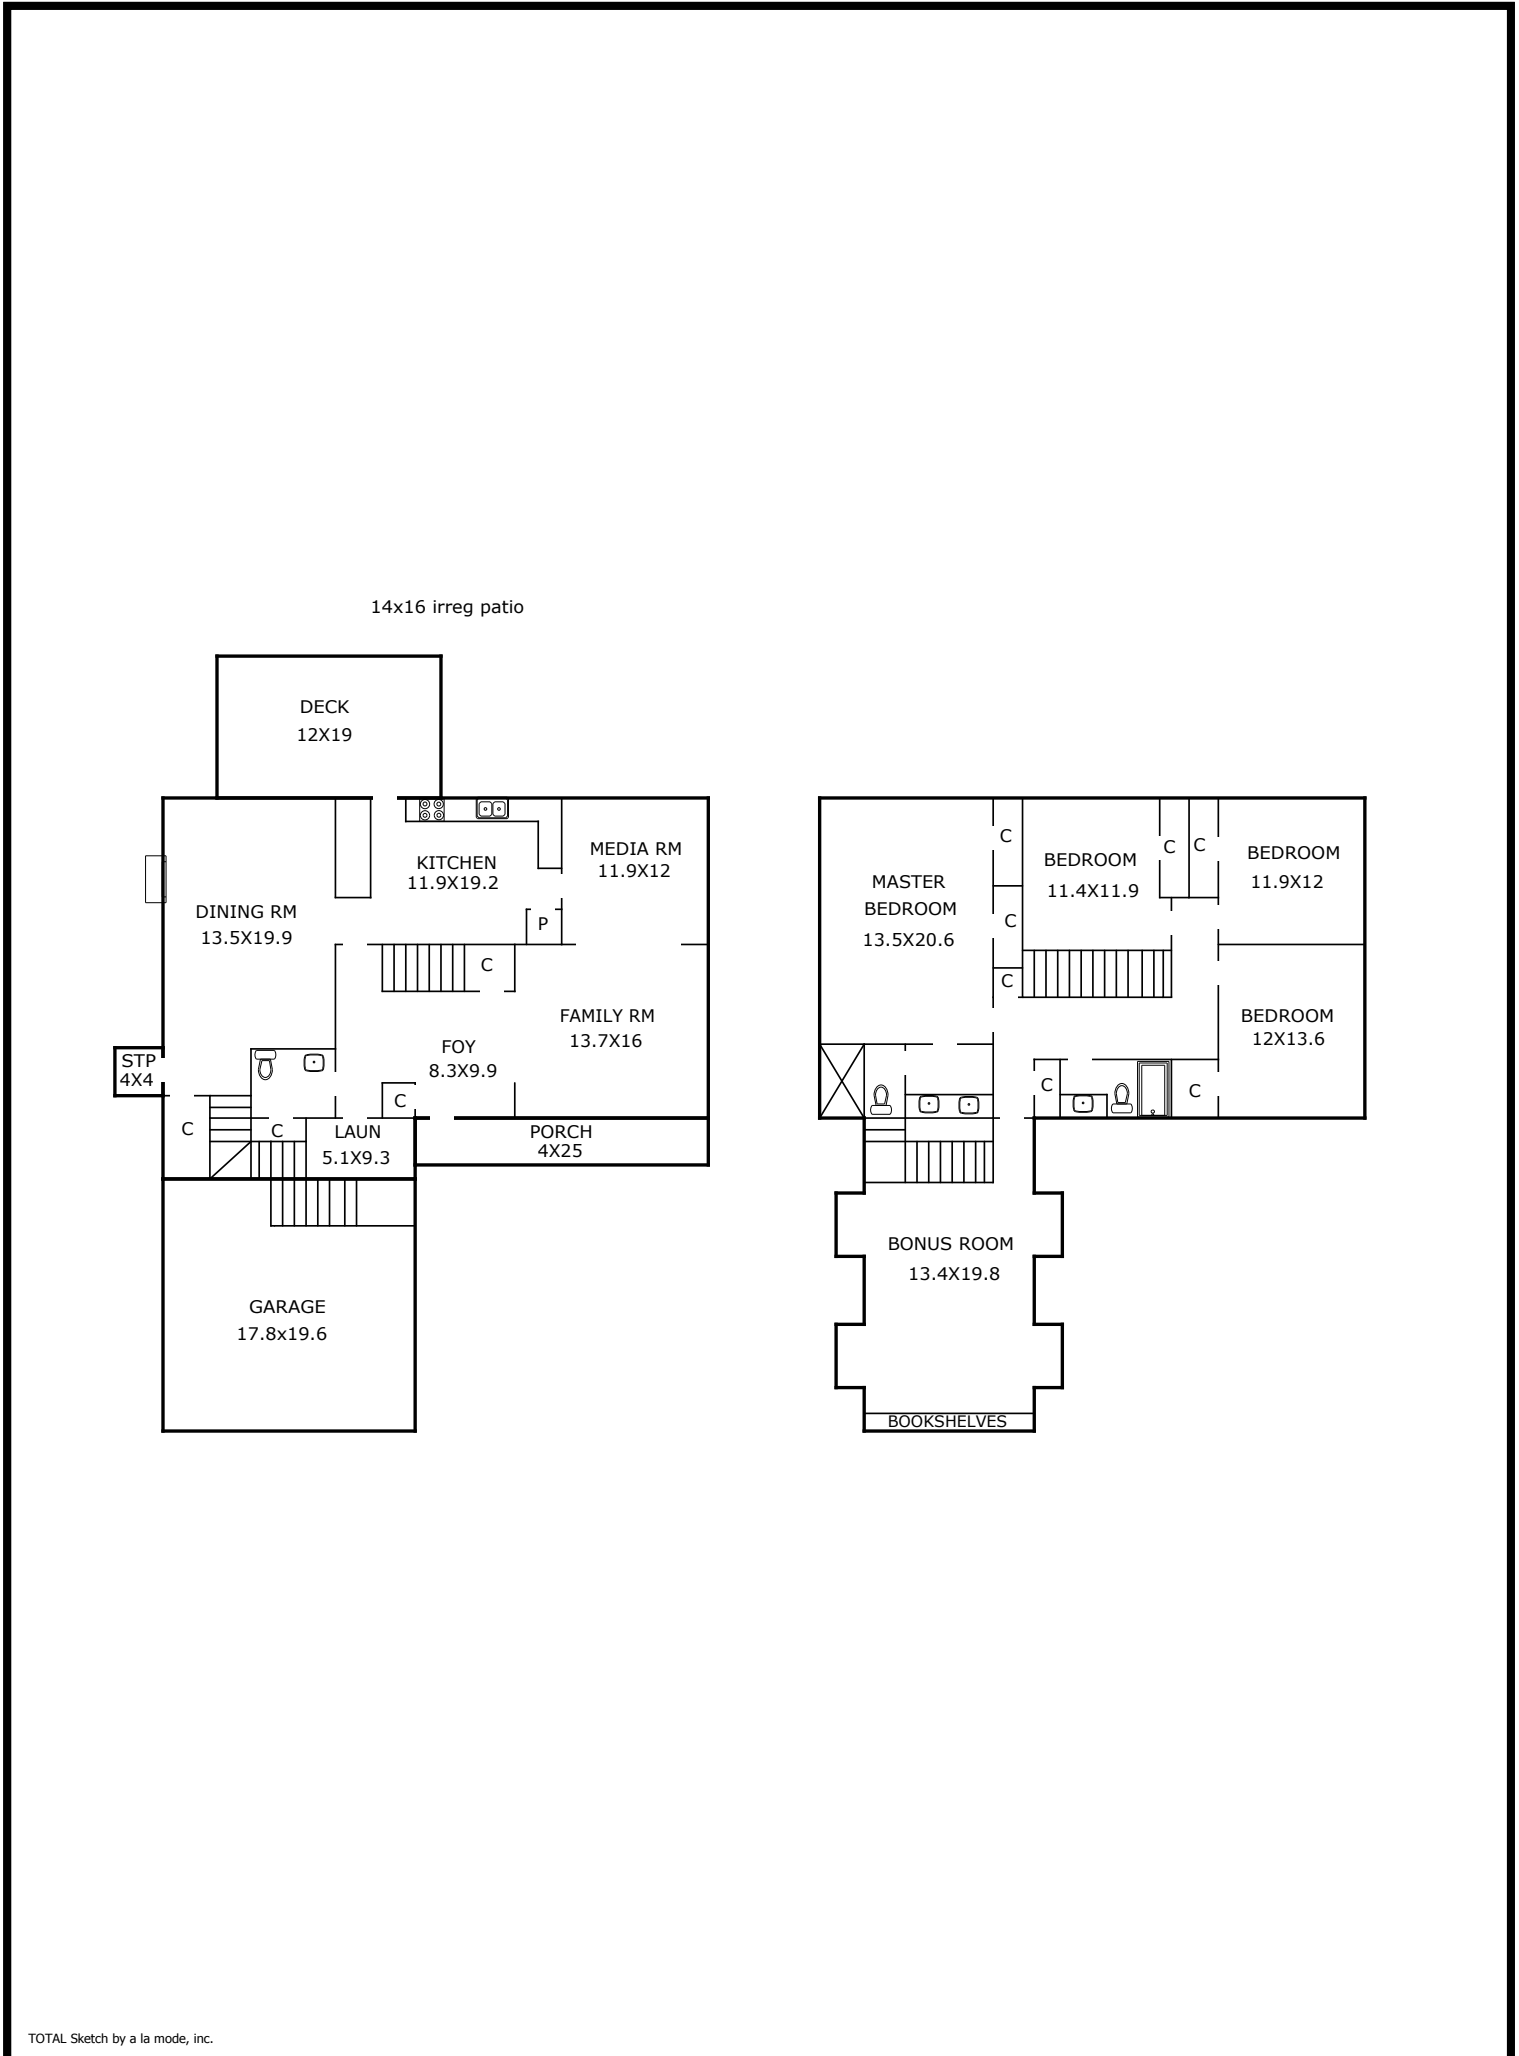 14x16 irreg patio
DECK
12X19
KITCHEN
11.9X19.2
MEDIA RM
11.9X12
DINING RM
13.5X19.9
P
C
FAMILY RM
13.7X16
FOY
8.3X9.9
STP
4X4
C
C
C
LAUN
5.1X9.3
PORCH
4X25
GARAGE
17.8x19.6
C
BEDROOM
11.4X11.9
C
C
BEDROOM
11.9X12
MASTER
BEDROOM
13.5X20.6
C
C
BEDROOM
12X13.6
C
C
BONUS ROOM
13.4X19.8
BOOKSHELVES
TOTAL Sketch by a la mode, inc.